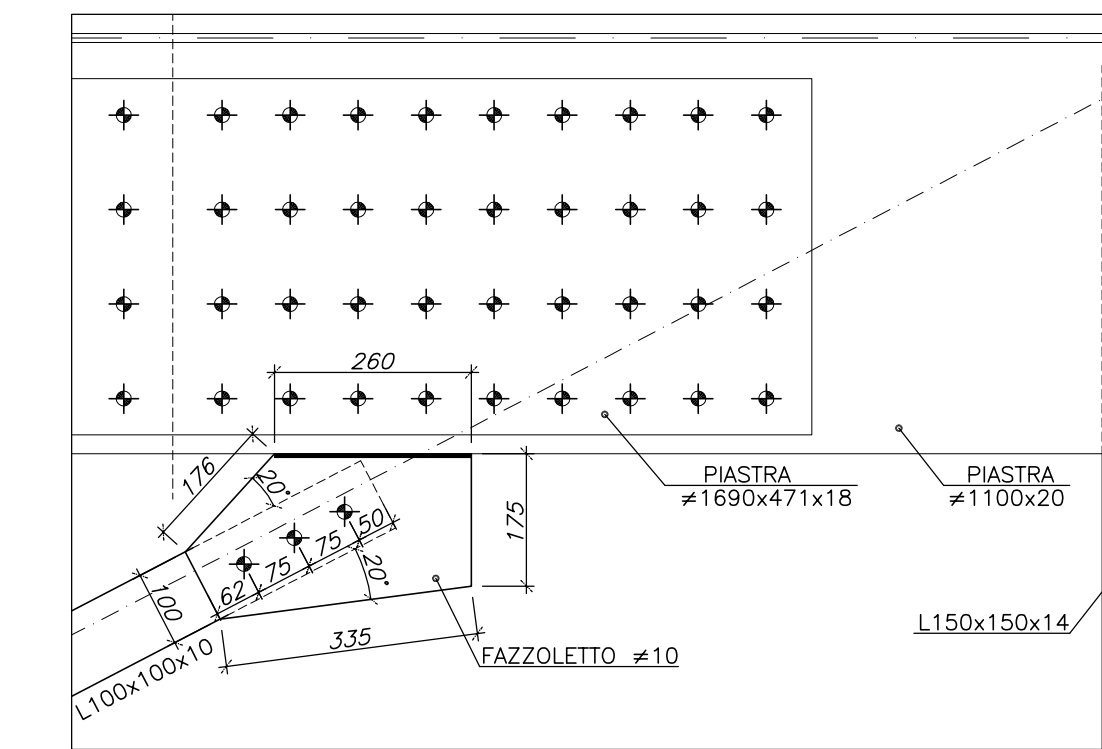 260
176
20°
PIASTRA
≠1690x471x18
PIASTRA
≠1100x20
175
50
75
75
62
20°
100
335
L150x150x14
FAZZOLETTO ≠10
L100x100x10